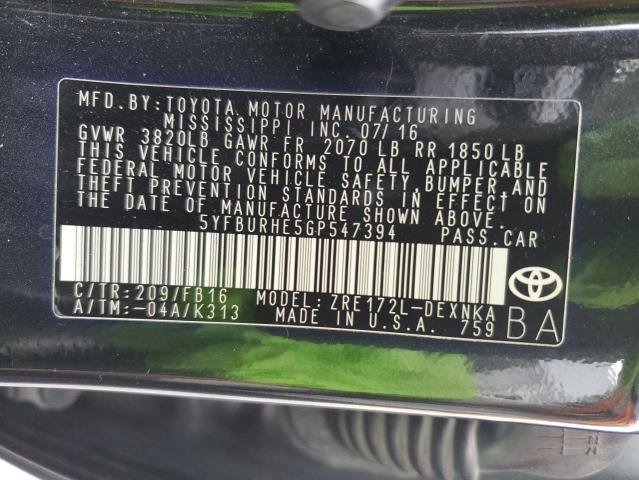 MFD.BY:TOYOTA MOTOR MANUFACTURING
MISSISSIPPI INC.07/16
GVWR 3820LB GAWR FR 2070 LB RR 1850 LB
THIS VEHICLE CONFORMS TO ALL APPLICABLE
FEDERAL MOTOR VEHICLE SAFETY,BUMPER,AND
THEFT PREVENTION STANDARDS IN EFFECT ON
THE DATE OF MANUFACTURE SHOWN ABOVE.
5YFBURHE5GP547394 PASS.CAR
C/TR:209/FB16 MODEL:ZRE172L-DEXNKA
A/TM:-04A/K313 MADE IN U.S.A. 759
BA